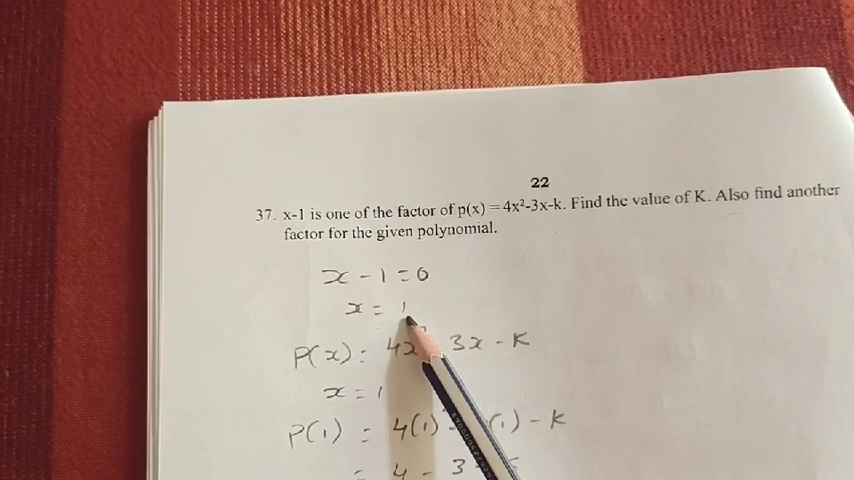 22
37. x-1 is one of the factor of p(x) = 4x²-3x-k. Find the value of K. Also find another
factor for the given polynomial.
x - 1 = 0
x = 1
P(x) = 4x² 3x - K
x = 1
P(1) = 4(1) (1) - K
= 4 - 3